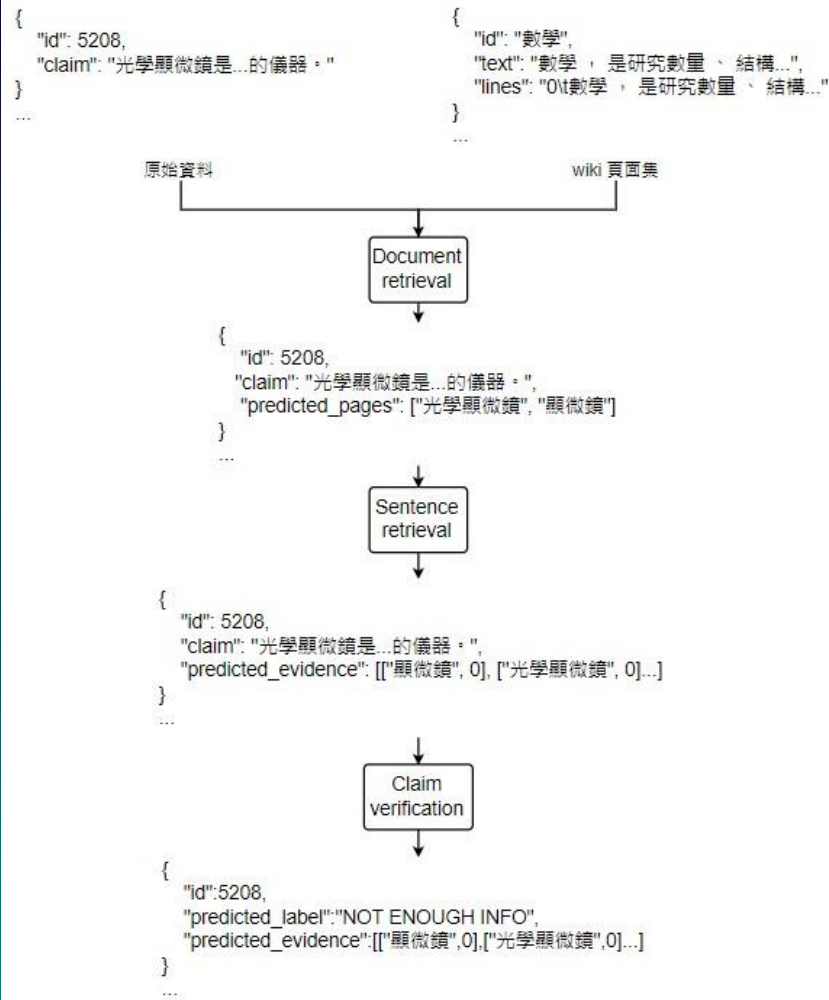 {
"id": 5208,
"claim": "光學顯微鏡是...的儀器。"
}
...
{
"id": "數學",
"text": "數學 ， 是研究數量 、 結構...",
"lines": "0\t數學 ， 是研究數量 、 結構..."
}
...
原始資料
wiki 頁面集
Document
retrieval
{
"id": 5208,
"claim": "光學顯微鏡是...的儀器。",
"predicted_pages": ["光學顯微鏡", "顯微鏡"]
}
...
Sentence
retrieval
{
"id": 5208,
"claim": "光學顯微鏡是...的儀器。",
"predicted_evidence": [["顯微鏡", 0], ["光學顯微鏡", 0]...]
}
...
Claim
verification
{
"id":5208,
"predicted_label":"NOT ENOUGH INFO",
"predicted_evidence":[["顯微鏡",0],["光學顯微鏡",0]...]
}
...